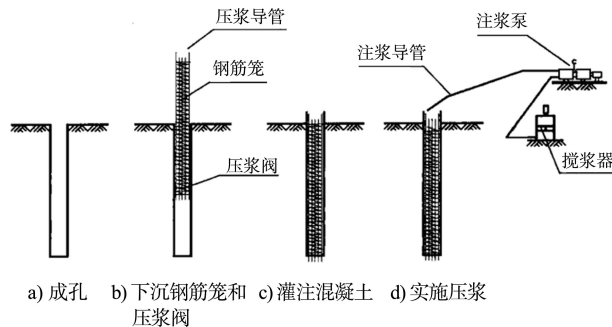 压浆导管
注浆泵
注浆导管
钢筋笼
压浆阀
搅浆器
a) 成孔
b) 下沉钢筋笼和
压浆阀
c) 灌注混凝土
d) 实施压浆